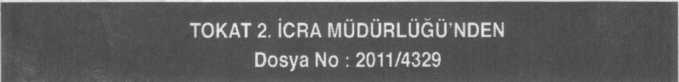 TOKAT 2. İCRA MÜDÜRLÜĞÜ'NDEN
Dosya No : 2011/4329